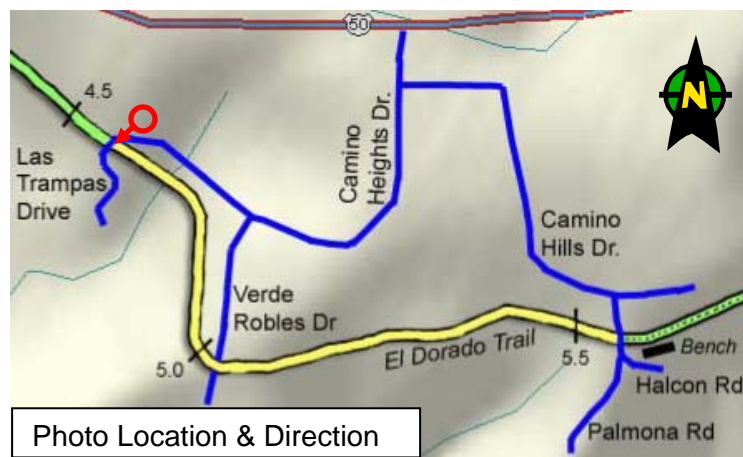 50
N
4.5
Las
Trampas
Drive
Camino
Heights Dr.
Camino
Hills Dr.
Verde
Robles Dr
El Dorado Trail
5.0
5.5
Bench
Halcon Rd
Palmona Rd
Photo Location & Direction